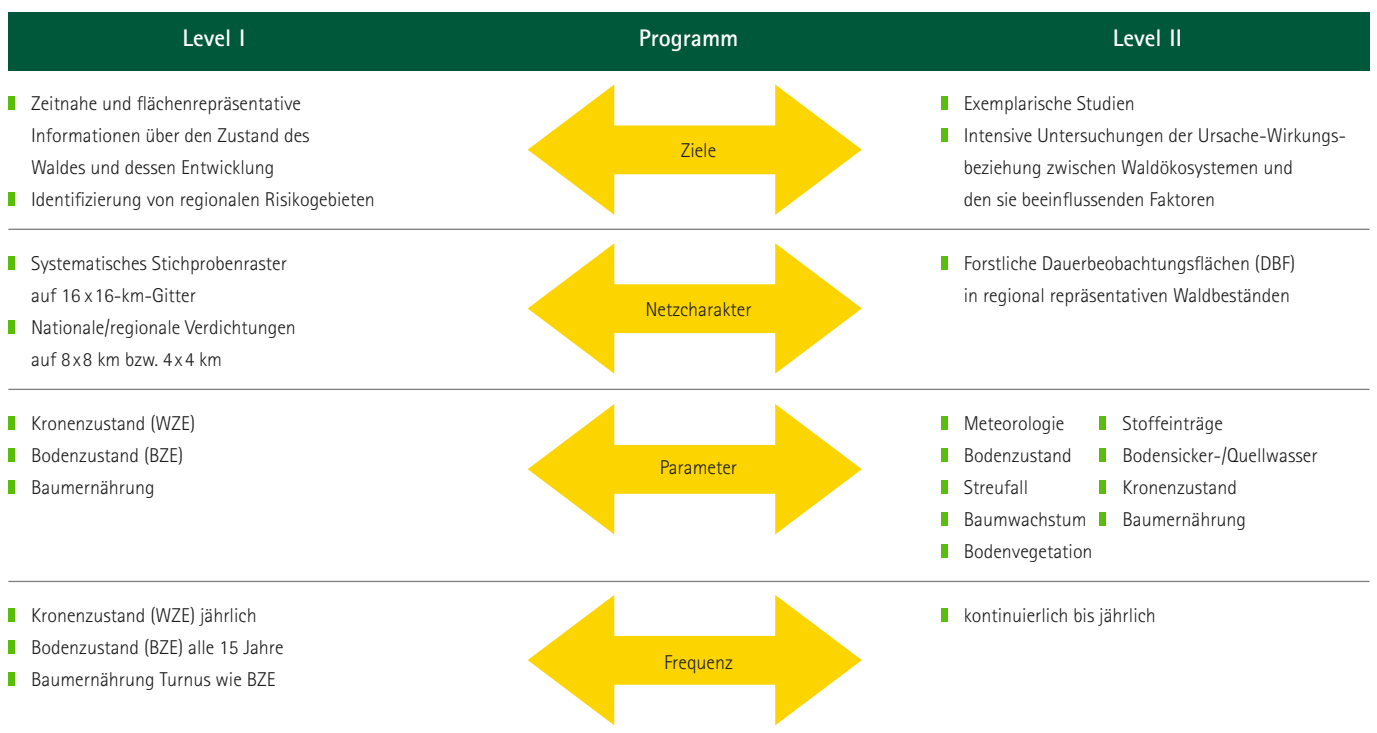 Level I
Programm
Level II
Zeitnahe und flächenrepräsentative
Informationen über den Zustand des
Waldes und dessen Entwicklung
Identifizierung von regionalen Risikogebieten
Ziele
Exemplarische Studien
Intensive Untersuchungen der Ursache-Wirkungs-
beziehung zwischen Waldökosystemen und
den sie beeinflussenden Faktoren
Systematisches Stichprobenraster
auf 16 x 16-km-Gitter
Nationale/regionale Verdichtungen
auf 8 x 8 km bzw. 4 x 4 km
Netzcharakter
Forstliche Dauerbeobachtungsflächen (DBF)
in regional repräsentativen Waldbeständen
Kronenzustand (WZE)
Bodenzustand (BZE)
Baumernährung
Parameter
Meteorologie
Bodenzustand
Streufall
Baumwachstum
Bodenvegetation
Stoffeinträge
Bodensicker-/Quellwasser
Kronenzustand
Baumernährung
Kronenzustand (WZE) jährlich
Bodenzustand (BZE) alle 15 Jahre
Baumernährung Turnus wie BZE
Frequenz
kontinuierlich bis jährlich